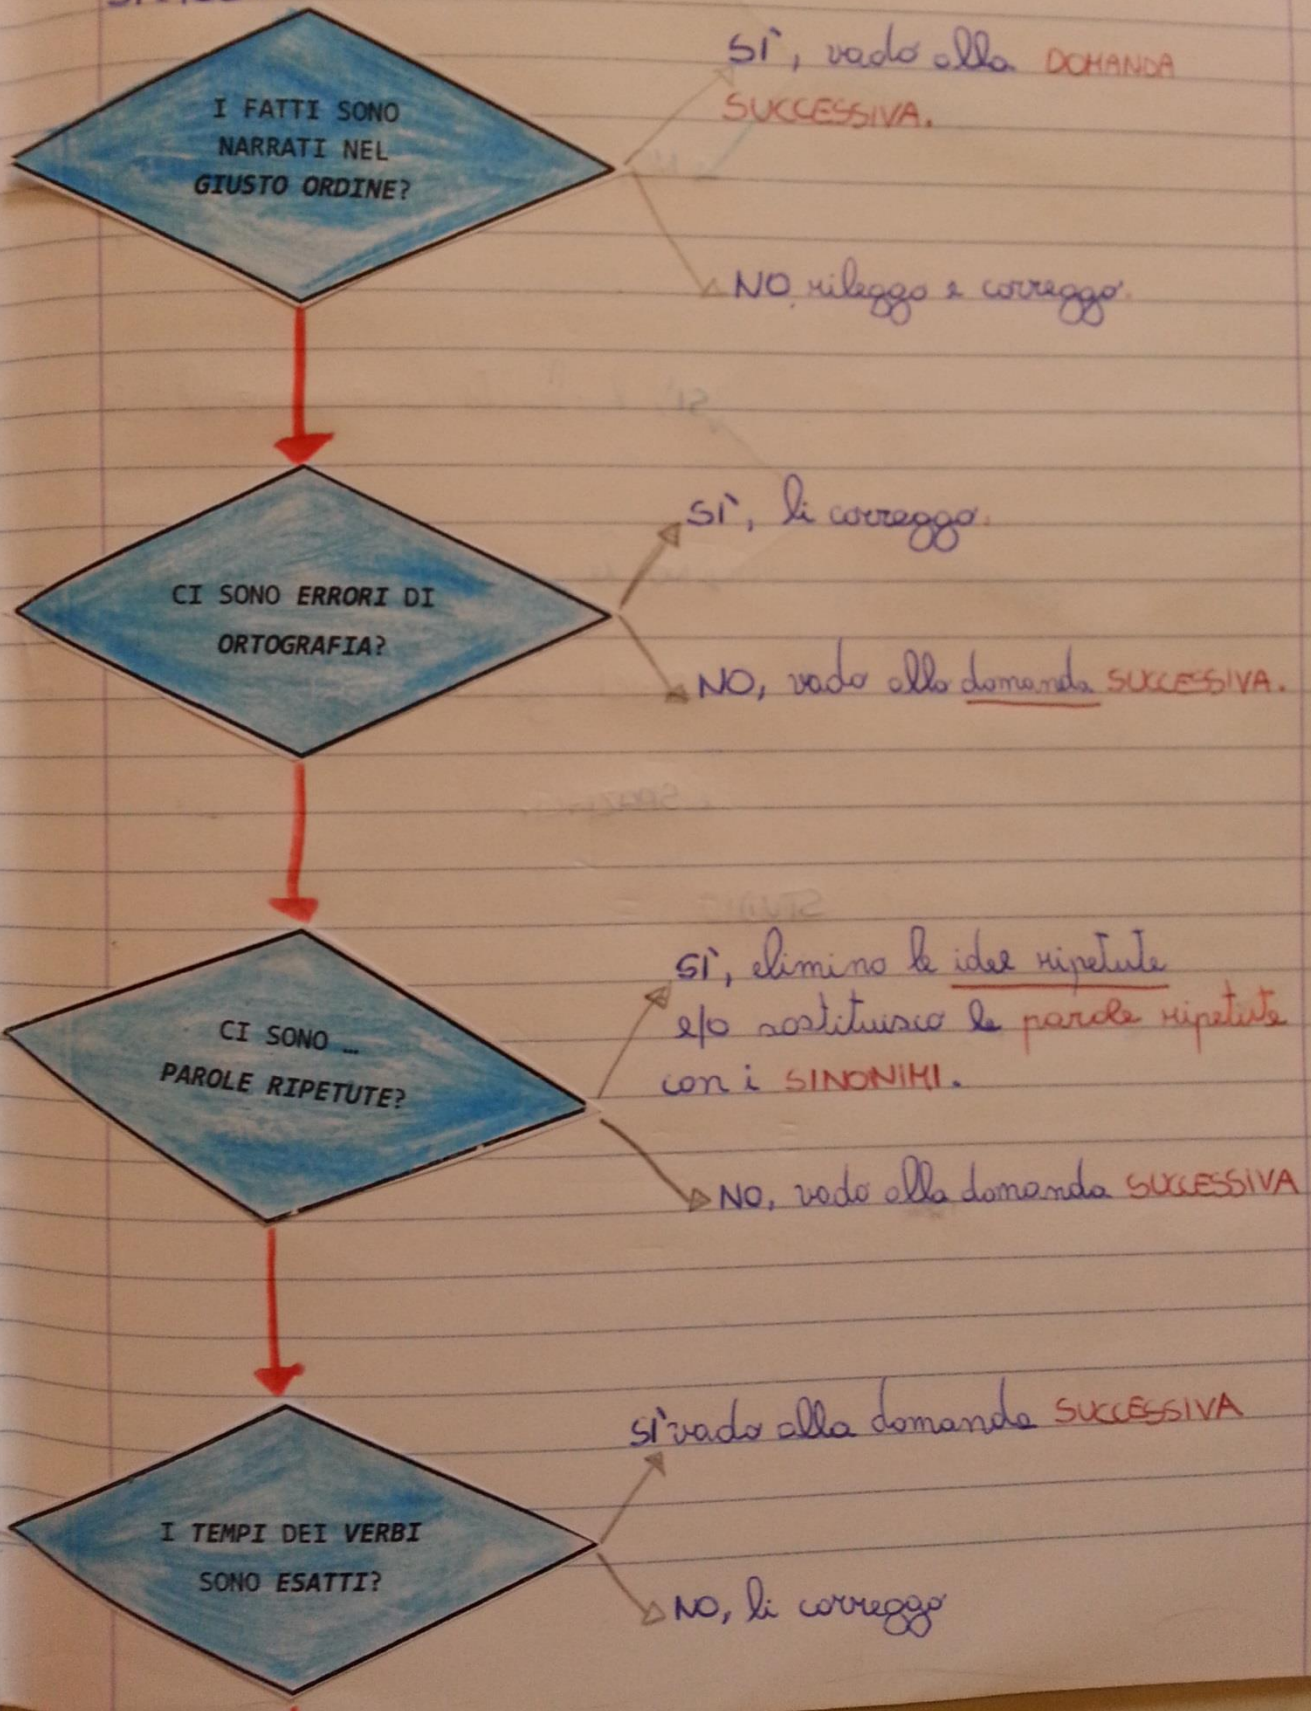 I FATTI SONO
NARRATI NEL
GIUSTO ORDINE?
SÌ, vado alla DOMANDA
SUCCESSIVA.
NO, rileggo e correggo.
CI SONO ERRORI DI
ORTOGRAFIA?
SÌ, li correggo.
NO, vado alla domanda SUCCESSIVA.
CI SONO …
PAROLE RIPETUTE?
SÌ, elimino le idee ripetute
e/o sostituisco le parole ripetute
con i SINONIMI.
NO, vado alla domanda SUCCESSIVA
I TEMPI DEI VERBI
SONO ESATTI?
SÌ vado alla domanda SUCCESSIVA
NO, li correggo